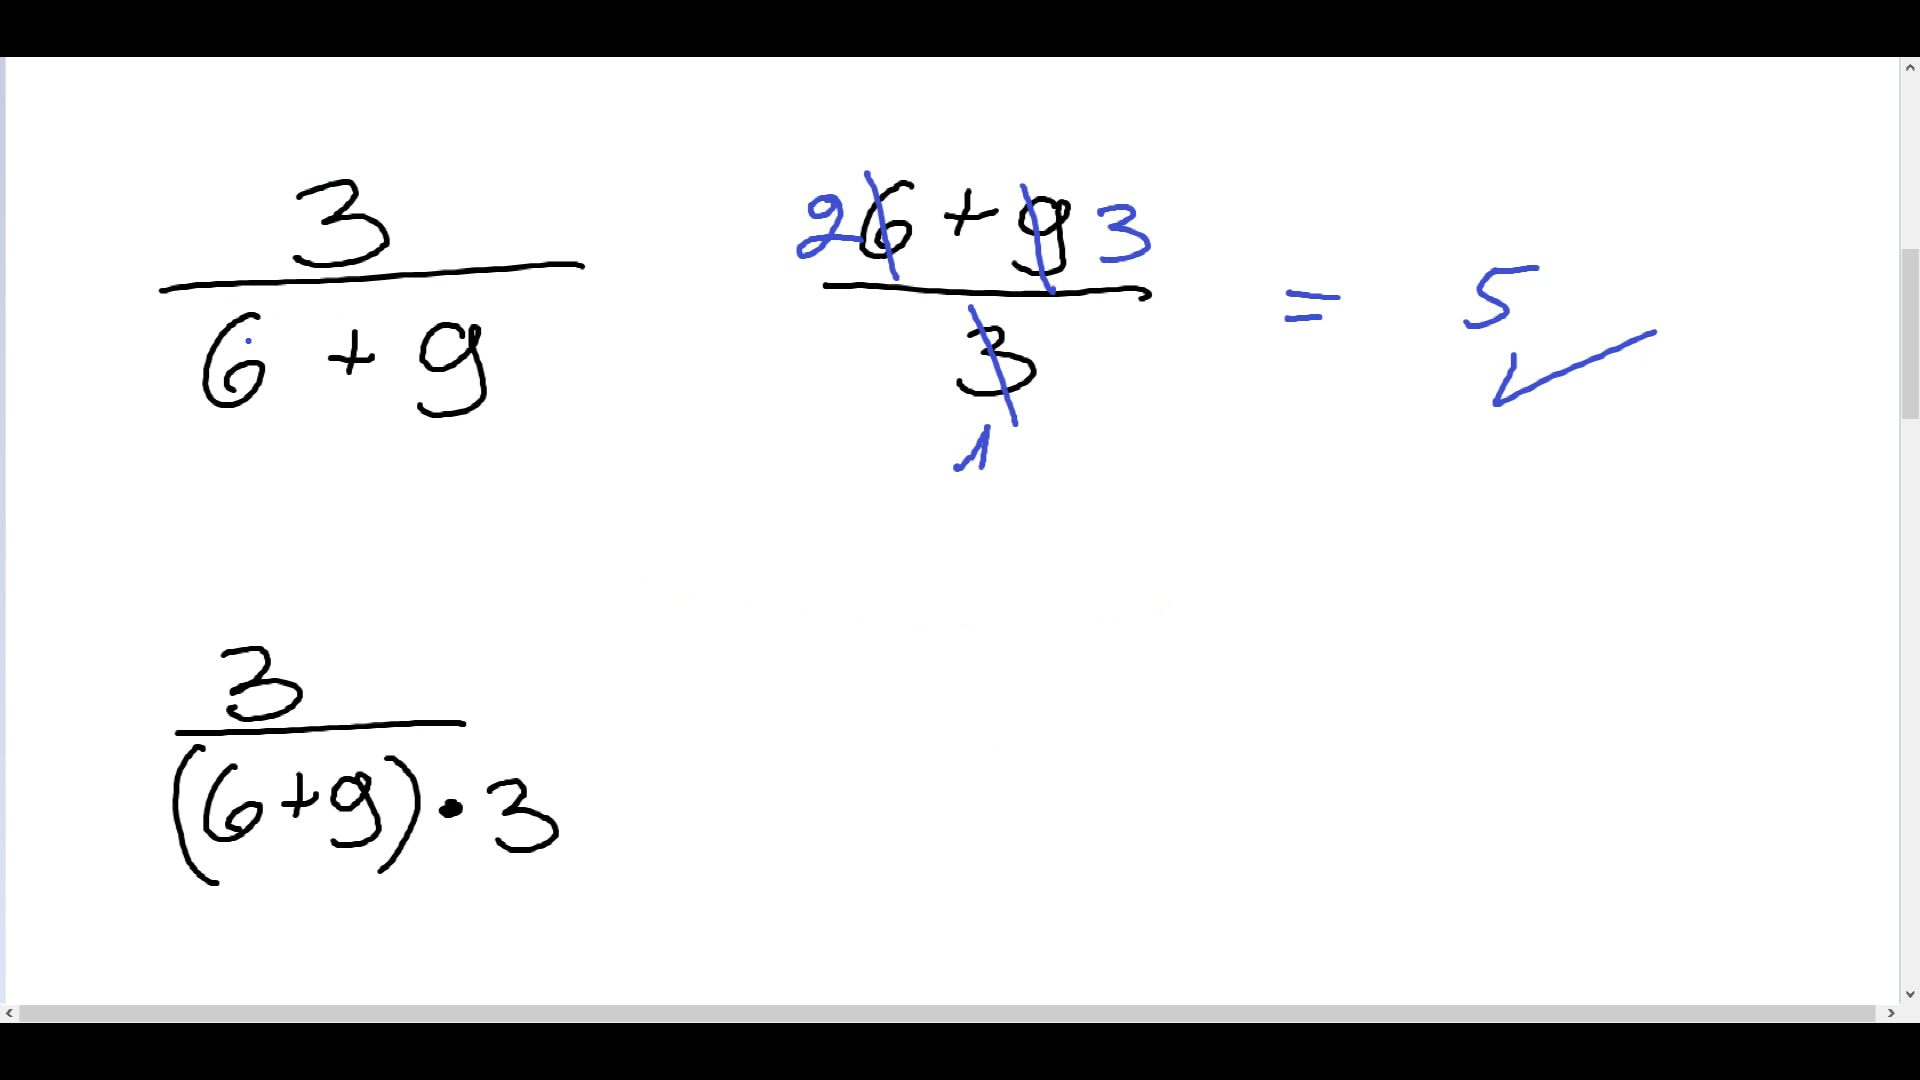 3
6 + 9
2 6 + 9 3
3
1
= 5 ✓
3
(6+9) • 3